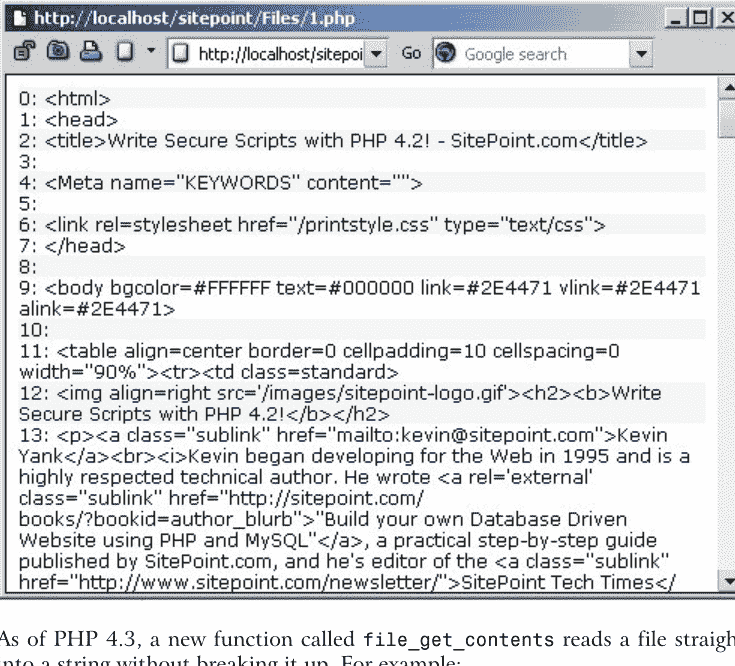 http://localhost/sitepoint/Files/1.php
http://localhost/sitepoi Go Google search
0: <html>
1: <head>
2: <title>Write Secure Scripts with PHP 4.2! - SitePoint.com</title>
3:
4: <Meta name="KEYWORDS" content="">
5:
6: <link rel=stylesheet href="/printstyle.css" type="text/css">
7: </head>
8:
9: <body bgcolor=#FFFFFF text=#000000 link=#2E4471 vlink=#2E4471
alink=#2E4471>
10:
11: <table align=center border=0 cellpadding=10 cellspacing=0
width="90%"><tr><td class=standard>
12: <img align=right src='/images/sitepoint-logo.gif'><h2><b>Write
Secure Scripts with PHP 4.2!</b></h2>
13: <p><a class="sublink" href="mailto:kevin@sitepoint.com">Kevin
Yank</a><br><i>Kevin began developing for the Web in 1995 and is a
highly respected technical author. He wrote <a rel='external'
class="sublink" href="http://sitepoint.com/
books/?bookid=author_blurb">"Build your own Database Driven
Website using PHP and MySQL"</a>, a practical step-by-step guide
published by SitePoint.com, and he's editor of the <a class="sublink"
href="http://www.sitepoint.com/newsletter/">SitePoint Tech Times</
As of PHP 4.3, a new function called file_get_contents reads a file straigh
into a string without breaking it up. For example: